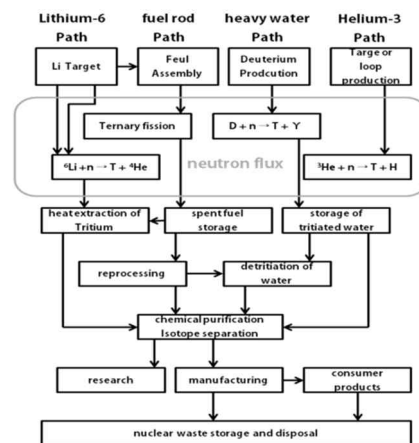 Lithium-6 fuel rod heavy water Helium-3
Path Path Path Path
Li Target
Feul
Assembly
Deuterium
Prodcution
Targe or
loop
production
Ternary fission
D + n → T + Y
neutron flux
⁶Li +n → T + ⁴He
³He + n → T + H
heat extraction of
Tritium
spent fuel
storage
storage of
tritiated water
reprocessing
detritiation of
water
chemical purification
Isotope separation
research
manufacturing
consumer
products
nuclear waste storage and disposal